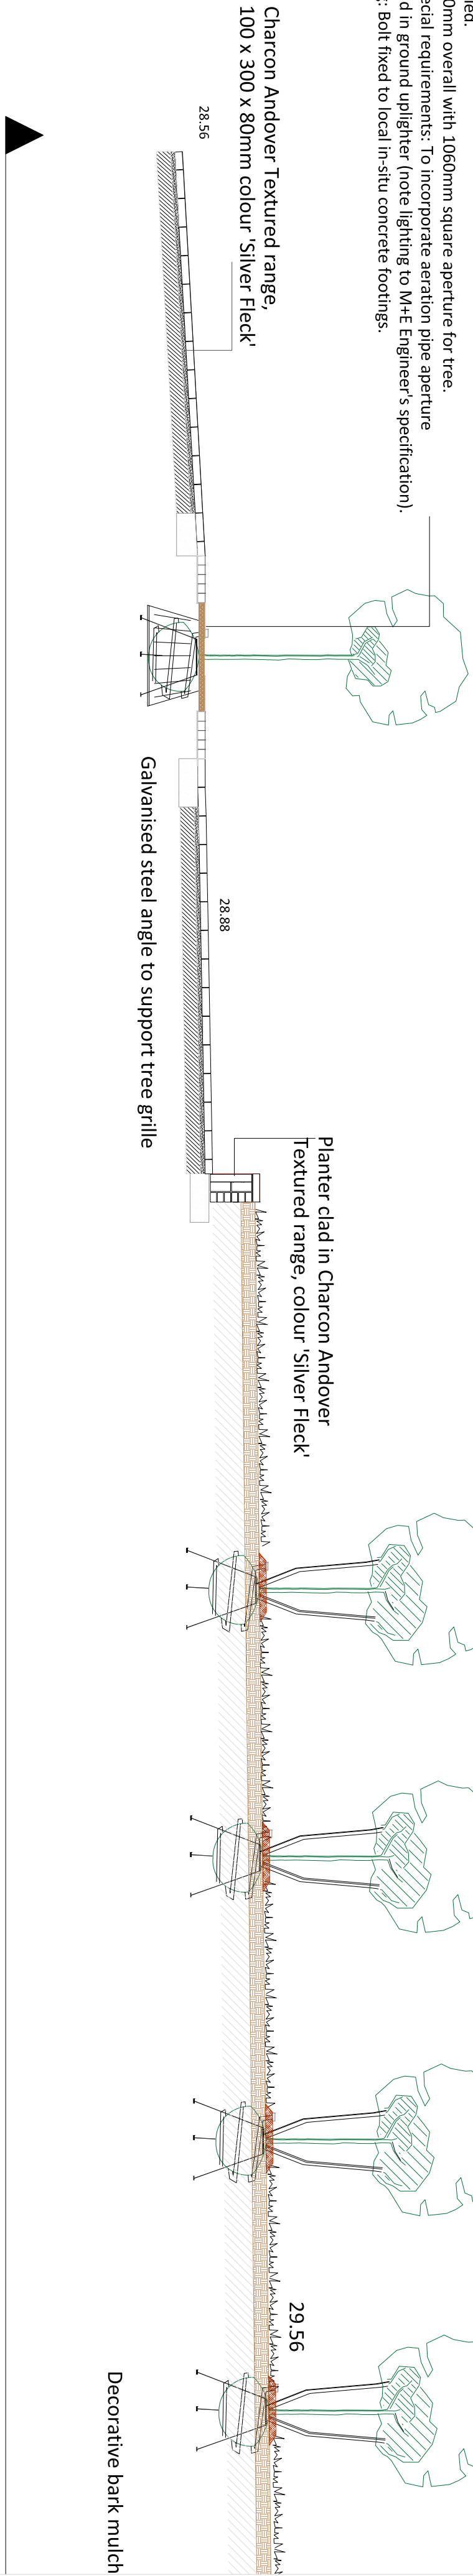 0mm overall with 1060mm square aperture for tree.
requirements: To incorporate aeration pipe aperture
in ground uplighter (note lighting to M+E Engineer's specification).
: Bolt fixed to local in-situ concrete footings.
Charcon Andover Textured range,
100 x 300 x 80mm colour 'Silver Fleck'
28.56
28.88
Galvanised steel angle to support tree grille
Planter clad in Charcon Andover
Textured range, colour 'Silver Fleck'
29.56
Decorative bark mulch